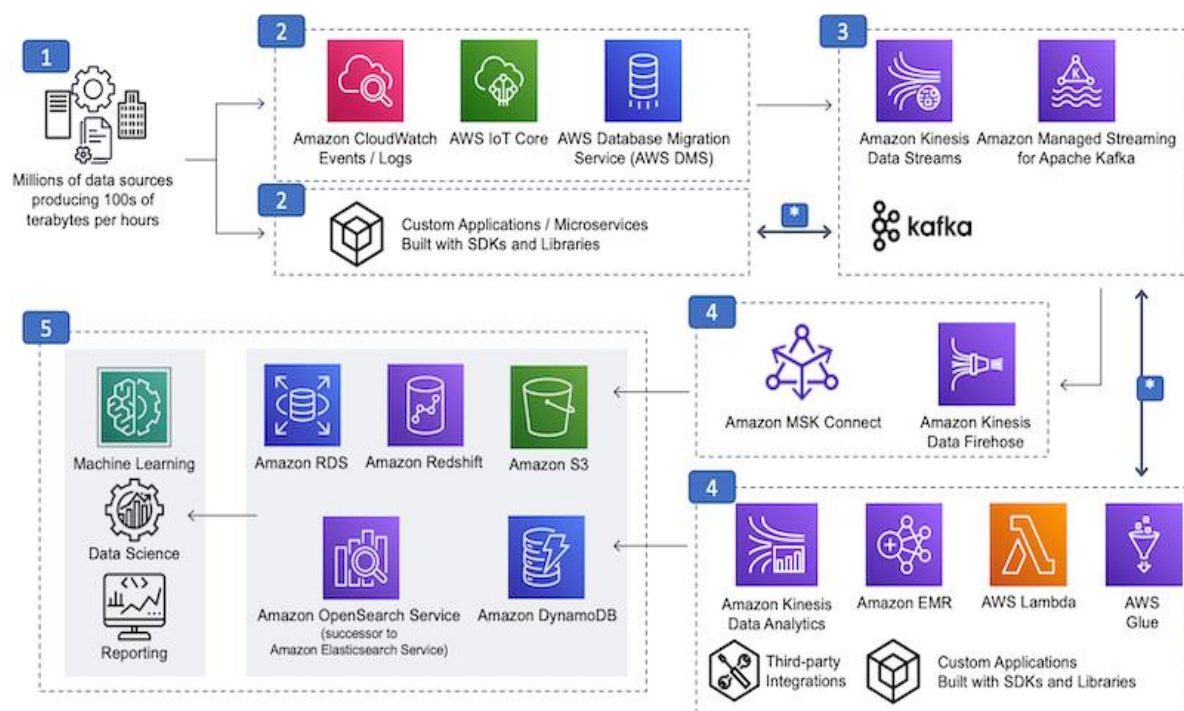 1
Millions of data sources
producing 100s of
terabytes per hours
2
Amazon CloudWatch
Events / Logs
AWS IoT Core
AWS Database Migration
Service (AWS DMS)
2
Custom Applications / Microservices
Built with SDKs and Libraries
*
3
Amazon Kinesis
Data Streams
Amazon Managed Streaming
for Apache Kafka
K
kafka
*
4
Amazon MSK Connect
Amazon Kinesis
Data Firehose
4
Amazon Kinesis
Data Analytics
Amazon EMR
AWS Lambda
AWS
Glue
Third-party
Integrations
Custom Applications
Built with SDKs and Libraries
5
Machine Learning
Data Science
Reporting
Amazon RDS
Amazon Redshift
Amazon S3
Amazon OpenSearch Service
(successor to
Amazon Elasticsearch Service)
Amazon DynamoDB